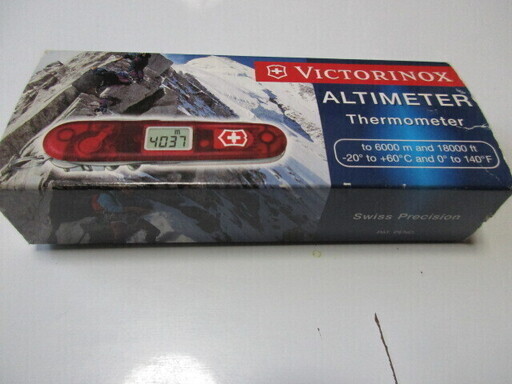 VICTORINOX
ALTIMETER
Thermometer
to 6000 m and 18000 ft
-20° to +60°C and 0° to 140°F
m
4037
Swiss Precision